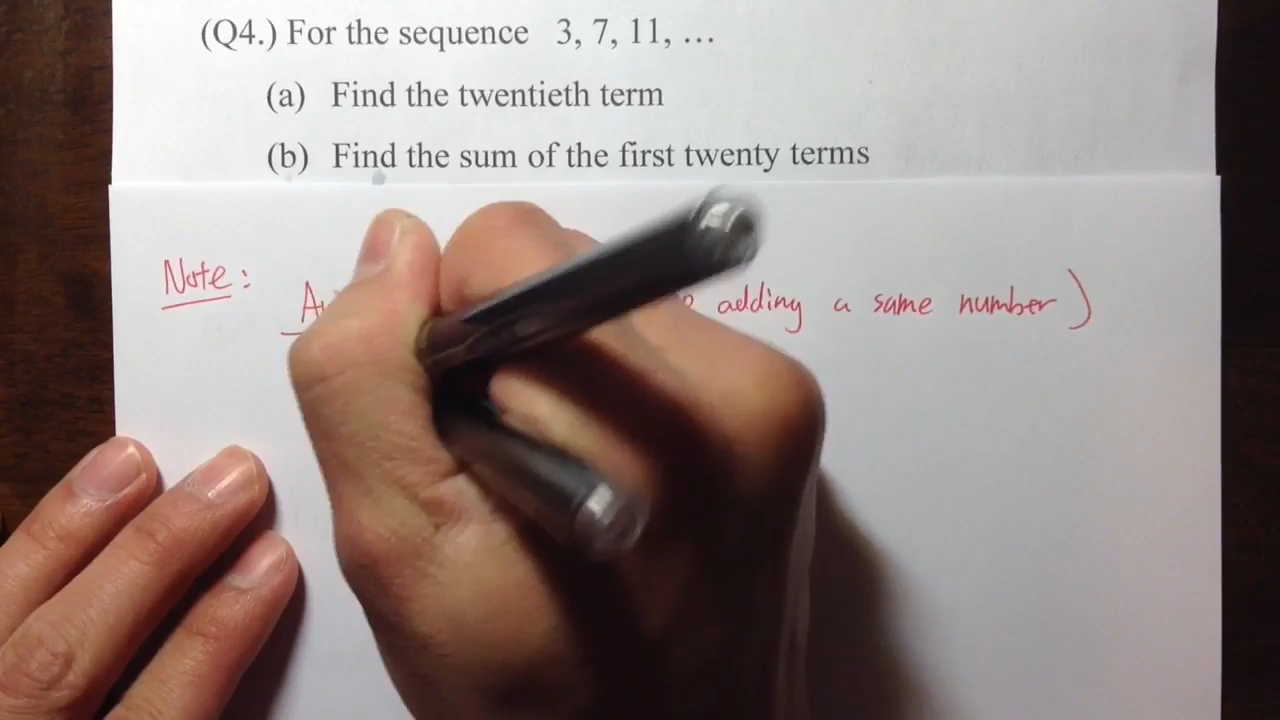 (Q4.) For the sequence 3, 7, 11, ...
(a) Find the twentieth term
(b) Find the sum of the first twenty terms
Note:
adding a same number)